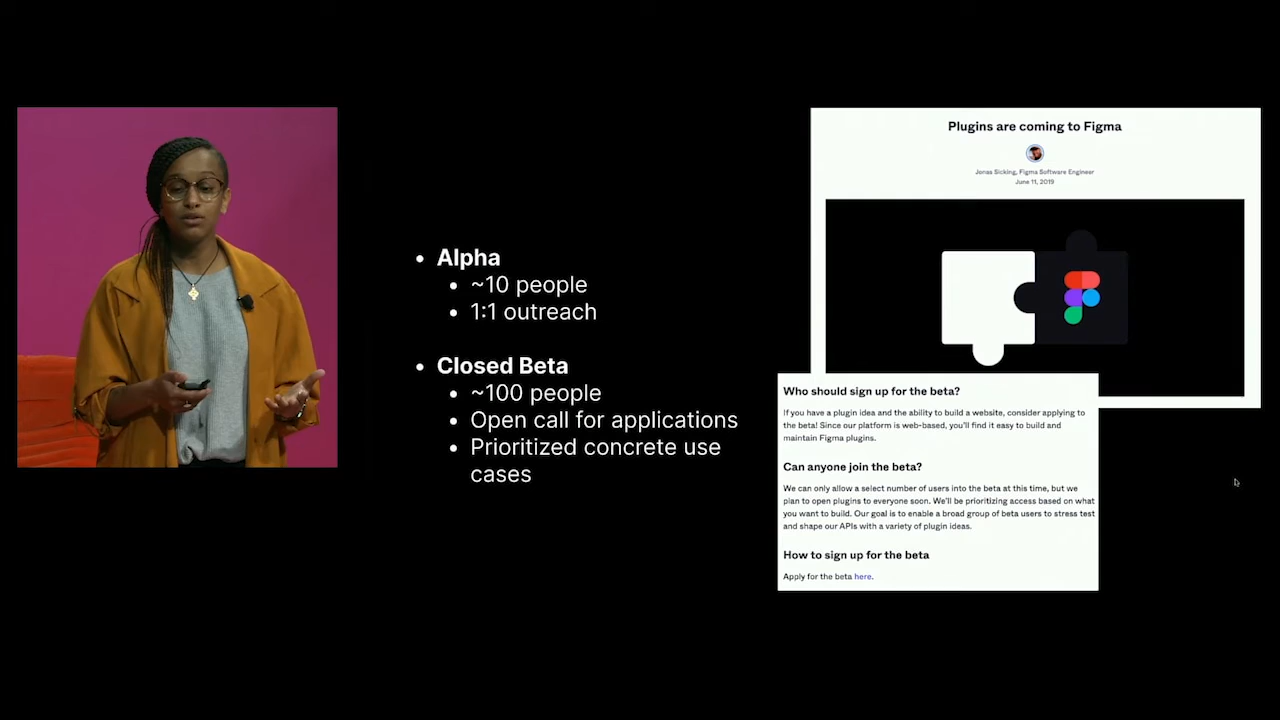 • Alpha
• ~10 people
• 1:1 outreach
• Closed Beta
• ~100 people
• Open call for applications
• Prioritized concrete use
cases
Plugins are coming to Figma
Jonas Sicking, Figma Software Engineer
June 11, 2019
Who should sign up for the beta?
If you have a plugin idea and the ability to build a website, consider applying to
the beta! Since our platform is web-based, you'll find it easy to build and
maintain Figma plugins.
Can anyone join the beta?
We can only allow a select number of users into the beta at this time, but we
plan to open plugins to everyone soon. We'll be prioritizing access based on what
you want to build. Our goal is to enable a broad group of beta users to stress test
and shape our APIs with a variety of plugin ideas.
How to sign up for the beta
Apply for the beta here.